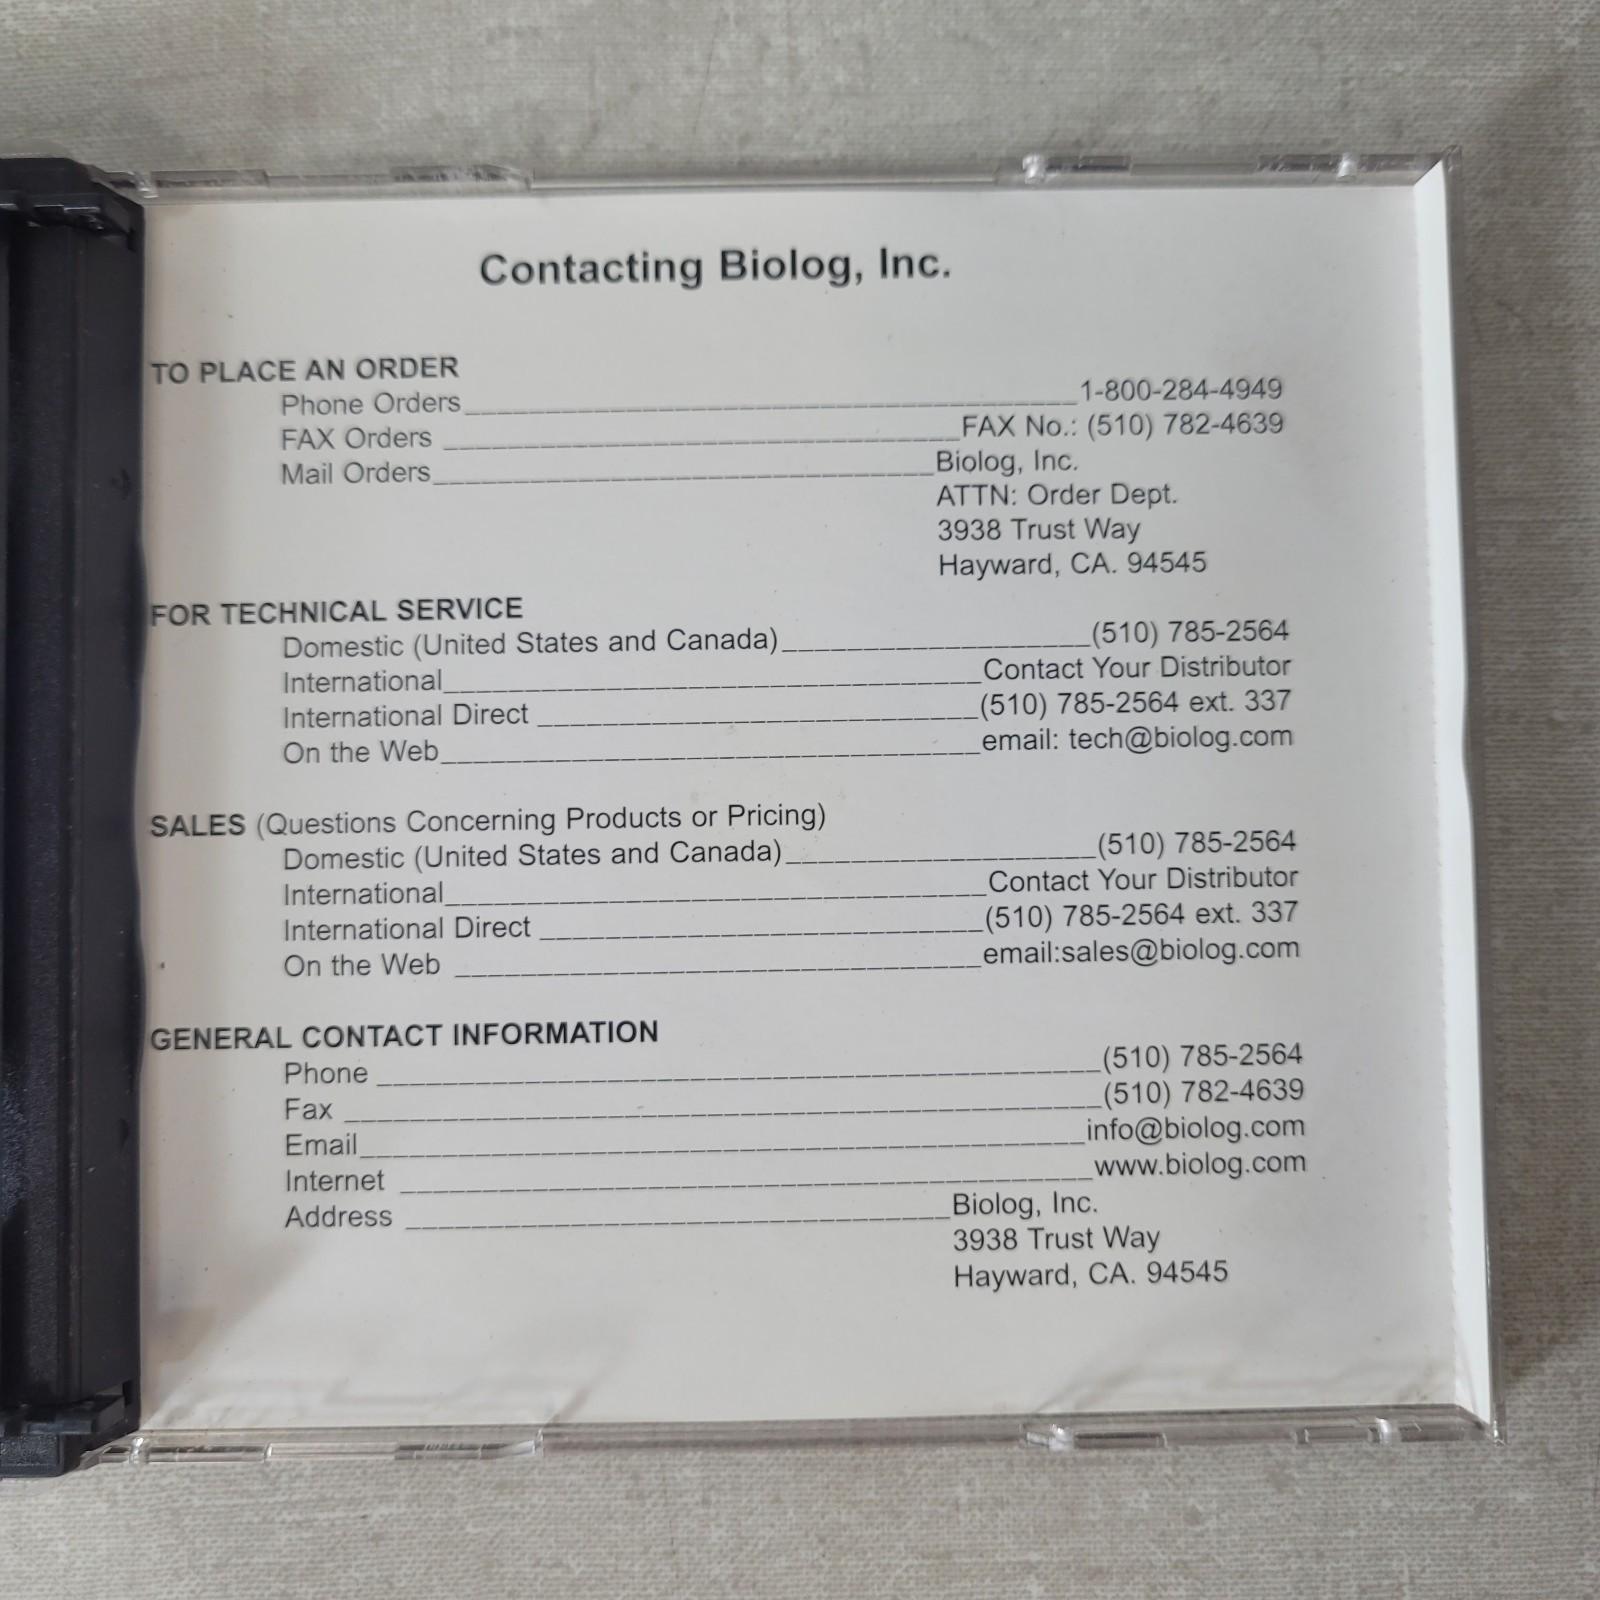 Contacting Biolog, Inc.
TO PLACE AN ORDER
Phone Orders 1-800-284-4949
FAX Orders FAX No.: (510) 782-4639
Mail Orders Biolog, Inc.
ATTN: Order Dept.
3938 Trust Way
Hayward, CA. 94545
FOR TECHNICAL SERVICE
Domestic (United States and Canada) (510) 785-2564
International Contact Your Distributor
International Direct (510) 785-2564 ext. 337
On the Web email: tech@biolog.com
SALES (Questions Concerning Products or Pricing)
Domestic (United States and Canada) (510) 785-2564
International Contact Your Distributor
International Direct (510) 785-2564 ext. 337
On the Web email:sales@biolog.com
GENERAL CONTACT INFORMATION
Phone (510) 785-2564
Fax (510) 782-4639
Email info@biolog.com
Internet www.biolog.com
Address Biolog, Inc.
3938 Trust Way
Hayward, CA. 94545